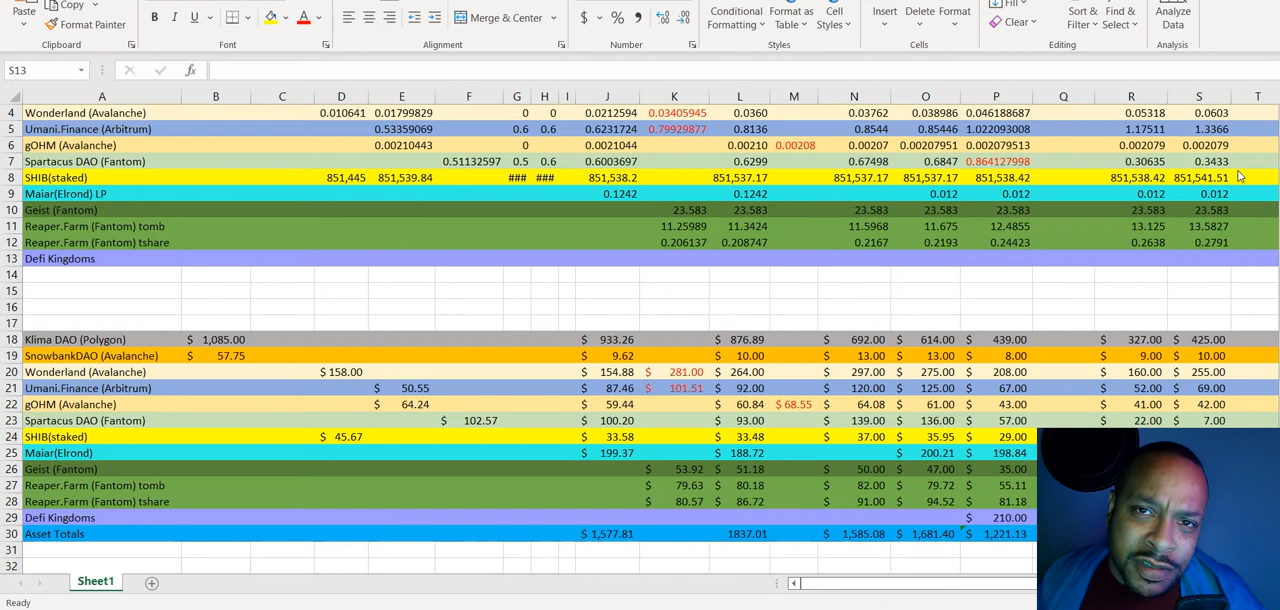 Paste Copy Format Painter
B I U
Merge & Center
$ % ,
Conditional Formatting Format as Table Cell Styles
Insert Delete Format
Fill Clear
Sort & Filter Find & Select
Analyze Data
Clipboard Font Alignment Number Styles Cells Editing Analysis
S13 fx
A B C D E F G H I J K L M N O P Q R S T
4 Wonderland (Avalanche) 0.010641 0.01799829 0 0 0.0212594 0.03405945 0.0360 0.03762 0.038986 0.046188687 0.05318 0.0603
5 Umani.Finance (Arbitrum) 0.53359069 0.6 0.6 0.6231724 0.79929877 0.8136 0.8544 0.85446 1.022093008 1.17511 1.3366
6 gOHM (Avalanche) 0.00210443 0 0.0021044 0.00210 0.00208 0.00207 0.00207951 0.002079513 0.002079 0.002079
7 Spartacus DAO (Fantom) 0.51132597 0.5 0.6 0.6003697 0.6299 0.67498 0.6847 0.864127998 0.30635 0.3433
8 SHIB(staked) 851,445 851,539.84 ### ### 851,538.2 851,537.17 851,537.17 851,537.17 851,538.42 851,538.42 851,541.51
9 Maiar(Elrond) LP 0.1242 0.1242 0.012 0.012 0.012 0.012
10 Geist (Fantom) 23.583 23.583 23.583 23.583 23.583 23.583 23.583
11 Reaper.Farm (Fantom) tomb 11.25989 11.3424 11.5968 11.675 12.4855 13.125 13.5827
12 Reaper.Farm (Fantom) tshare 0.206137 0.208747 0.2167 0.2193 0.24423 0.2638 0.2791
13 Defi Kingdoms
14
15
16
17
18 Klima DAO (Polygon) $ 1,085.00 $ 933.26 $ 876.89 $ 692.00 $ 614.00 $ 439.00 $ 327.00 $ 425.00
19 SnowbankDAO (Avalanche) $ 57.75 $ 9.62 $ 10.00 $ 13.00 $ 13.00 $ 8.00 $ 9.00 $ 10.00
20 Wonderland (Avalanche) $ 158.00 $ 154.88 $ 281.00 $ 264.00 $ 297.00 $ 275.00 $ 208.00 $ 160.00 $ 255.00
21 Umani.Finance (Arbitrum) $ 50.55 $ 87.46 $ 101.51 $ 92.00 $ 120.00 $ 125.00 $ 67.00 $ 52.00 $ 69.00
22 gOHM (Avalanche) $ 64.24 $ 59.44 $ 60.84 $ 68.55 $ 64.08 $ 61.00 $ 43.00 $ 41.00 $ 42.00
23 Spartacus DAO (Fantom) $ 102.57 $ 100.20 $ 93.00 $ 139.00 $ 136.00 $ 57.00 $ 22.00 $ 7.00
24 SHIB(staked) $ 45.67 $ 33.58 $ 33.48 $ 37.00 $ 35.95 $ 29.00
25 Maiar(Elrond) $ 199.37 $ 188.72 $ 200.21 $ 198.84
26 Geist (Fantom) $ 53.92 $ 51.18 $ 50.00 $ 47.00 $ 35.00
27 Reaper.Farm (Fantom) tomb $ 79.63 $ 80.18 $ 82.00 $ 79.72 $ 55.11
28 Reaper.Farm (Fantom) tshare $ 80.57 $ 86.72 $ 91.00 $ 94.52 $ 81.18
29 Defi Kingdoms $ 210.00
30 Asset Totals $ 1,577.81 1837.01 $ 1,585.08 $ 1,681.40 $ 1,221.13
31
32
Sheet1
Ready